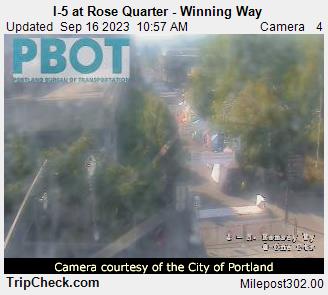 I-5 at Rose Quarter - Winning Way
Updated Sep 16 2023 10:57 AM Camera 4
PBOT
PORTLAND BUREAU OF TRANSPORTATION
Camera courtesy of the City of Portland
TripCheck.com Milepost302.00